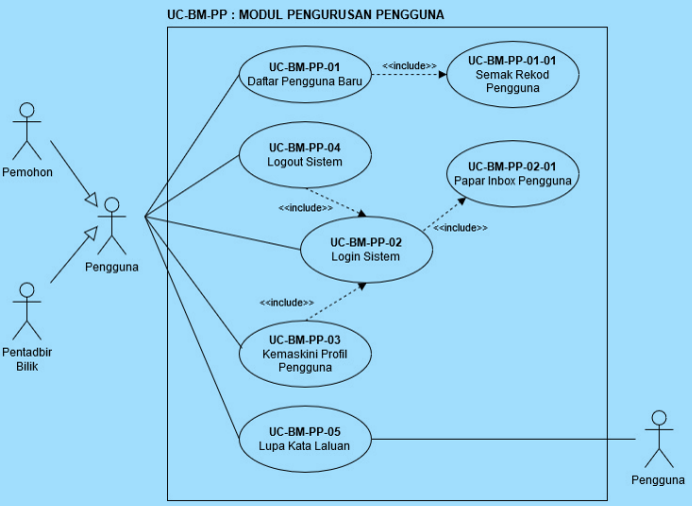 UC-BM-PP : MODUL PENGURUSAN PENGGUNA
UC-BM-PP-01
Daftar Pengguna Baru
<<include>>
UC-BM-PP-01-01
Semak Rekod
Pengguna
Pemohon
UC-BM-PP-04
Logout Sistem
UC-BM-PP-02-01
Papar Inbox Pengguna
<<include>>
<<include>>
Pengguna
UC-BM-PP-02
Login Sistem
<<include>>
Pentadbir
Bilik
UC-BM-PP-03
Kemaskini Profil
Pengguna
UC-BM-PP-05
Lupa Kata Laluan
Pengguna